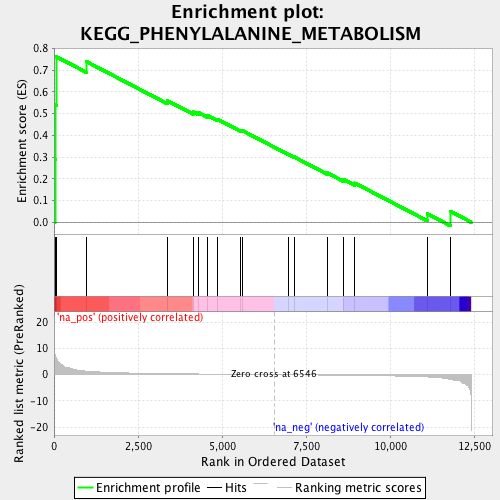 Enrichment plot:
KEGG_PHENYLALANINE_METABOLISM
Enrichment score (ES)
0.8
0.7
0.6
0.5
0.4
0.3
0.2
0.1
0.0
'na_pos' (positively correlated)
Ranked list metric (PreRanked)
20
10
0
-10
-20
Zero cross at 6546
'na_neg' (negatively correlated)
0 2,500 5,000 7,500 10,000 12,500
Rank in Ordered Dataset
Enrichment profile Hits Ranking metric scores